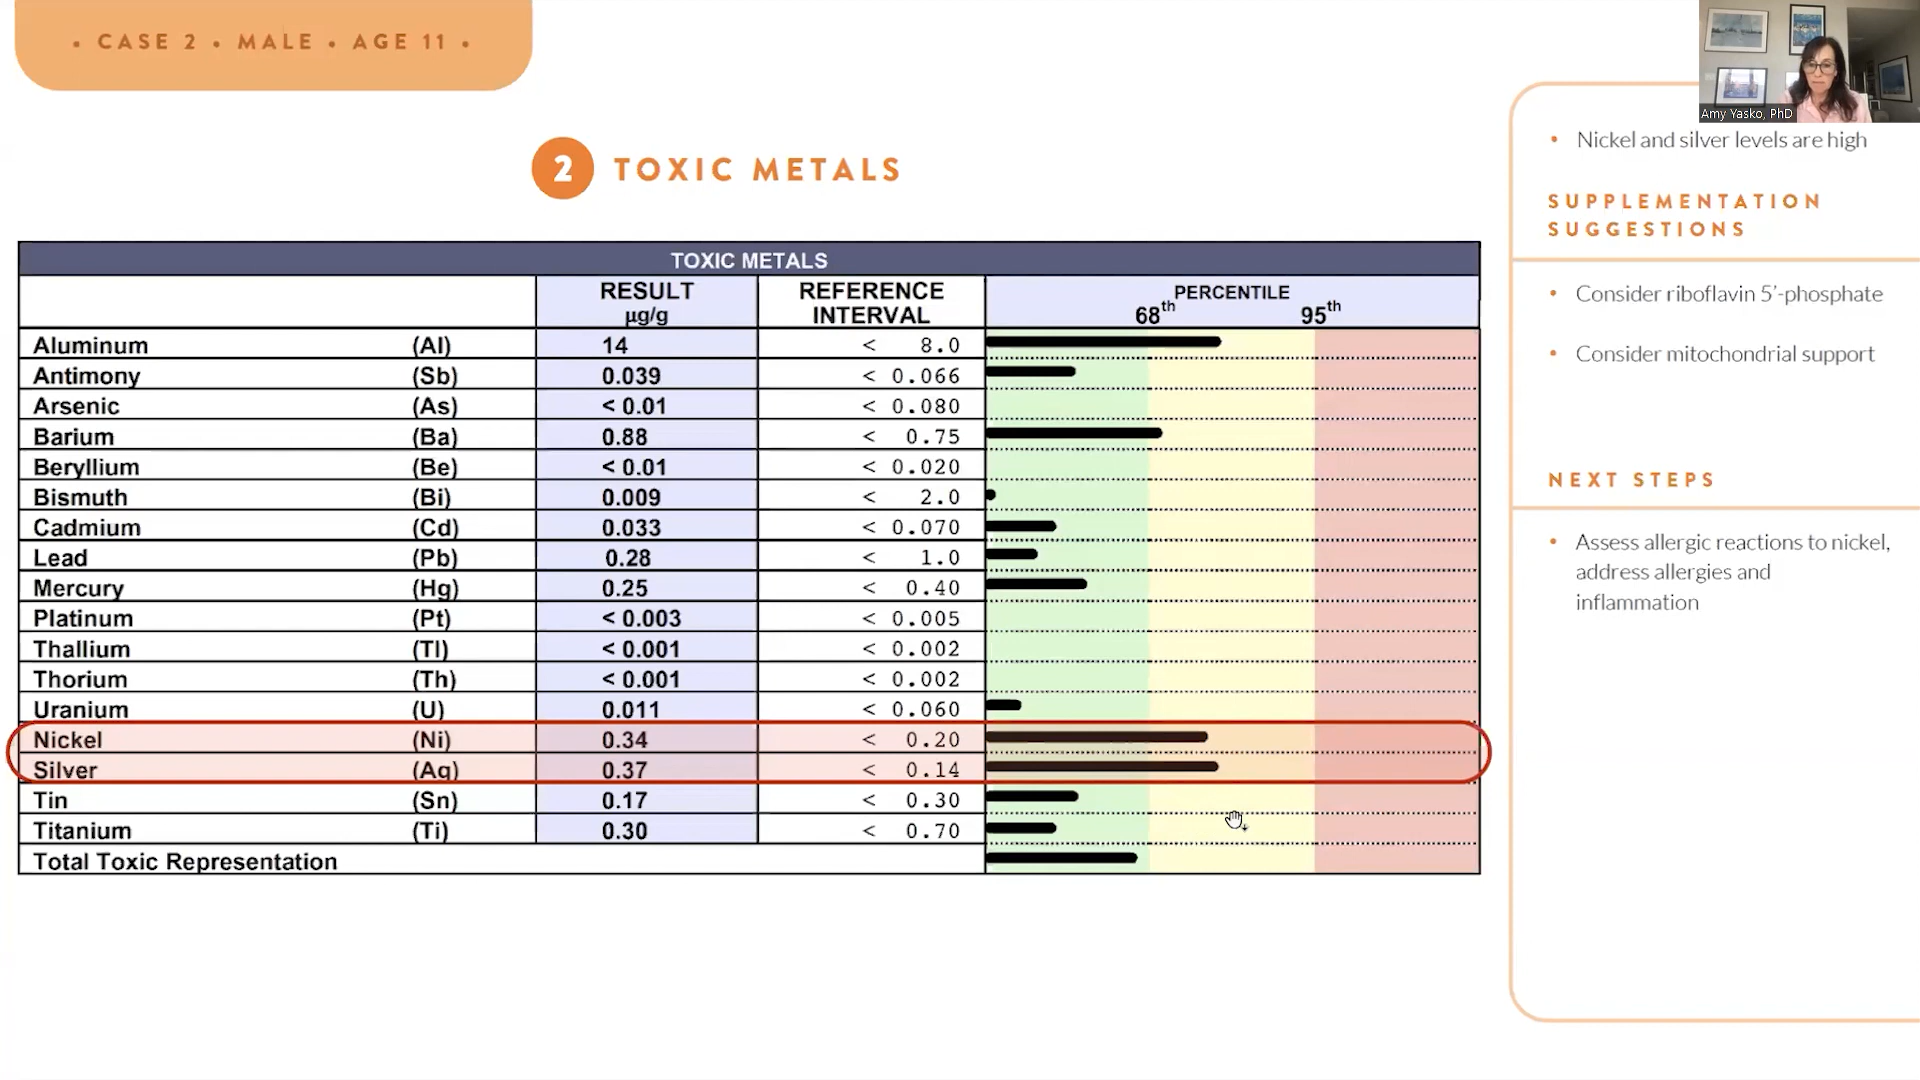 • CASE 2 • MALE • AGE 11 •
Amy Yasko, PhD
2 TOXIC METALS
TOXIC METALS
RESULT µg/g REFERENCE INTERVAL PERCENTILE 68th 95th
Aluminum (Al) 14 < 8.0
Antimony (Sb) 0.039 < 0.066
Arsenic (As) < 0.01 < 0.080
Barium (Ba) 0.88 < 0.75
Beryllium (Be) < 0.01 < 0.020
Bismuth (Bi) 0.009 < 2.0
Cadmium (Cd) 0.033 < 0.070
Lead (Pb) 0.28 < 1.0
Mercury (Hg) 0.25 < 0.40
Platinum (Pt) < 0.003 < 0.005
Thallium (Tl) < 0.001 < 0.002
Thorium (Th) < 0.001 < 0.002
Uranium (U) 0.011 < 0.060
Nickel (Ni) 0.34 < 0.20
Silver (Ag) 0.37 < 0.14
Tin (Sn) 0.17 < 0.30
Titanium (Ti) 0.30 < 0.70
Total Toxic Representation
• Nickel and silver levels are high
SUPPLEMENTATION
SUGGESTIONS
• Consider riboflavin 5’-phosphate
• Consider mitochondrial support
NEXT STEPS
• Assess allergic reactions to nickel,
address allergies and
inflammation